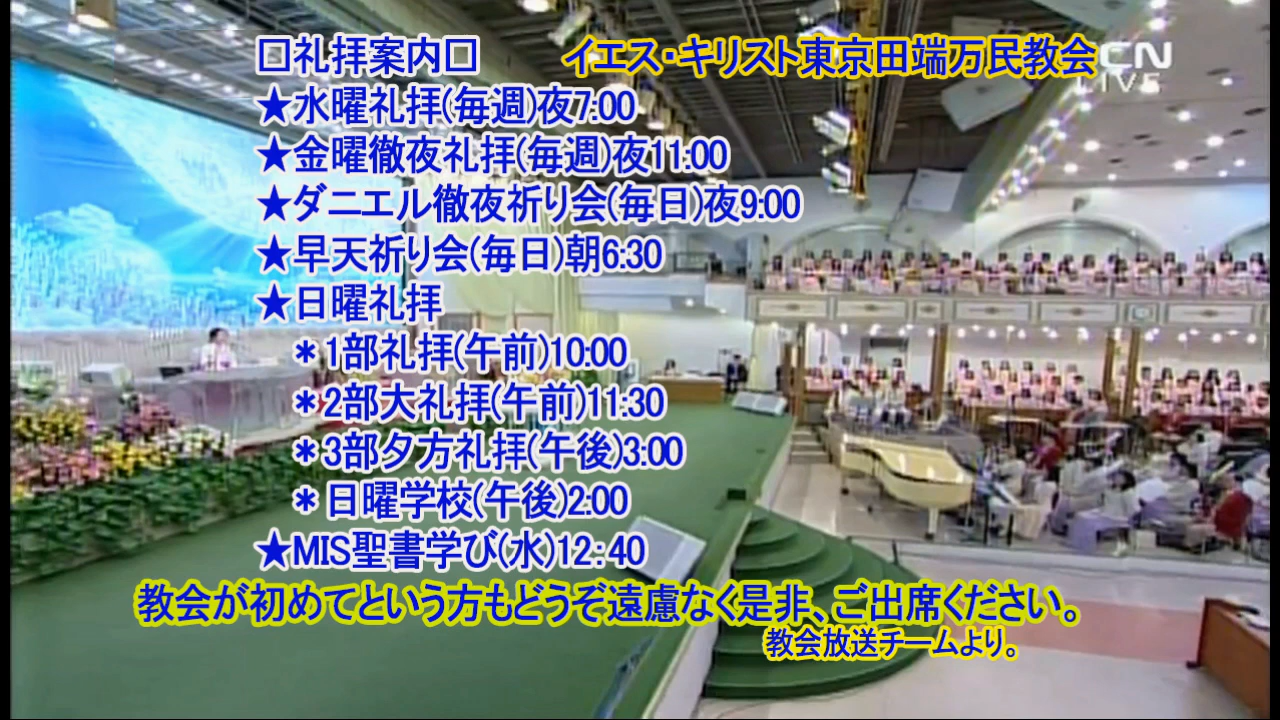 □礼拝案内□ イエス・キリスト東京田端万民教会 CN
LIVE
★水曜礼拝(毎週)夜7:00
★金曜徹夜礼拝(毎週)夜11:00
★ダニエル徹夜祈り会(毎日)夜9:00
★早天祈り会(毎日)朝6:30
★日曜礼拝
＊1部礼拝(午前)10:00
＊2部大礼拝(午前)11:30
＊3部夕方礼拝(午後)3:00
＊日曜学校(午後)2:00
★MIS聖書学び(水)12:40
教会が初めてという方もどうぞ遠慮なく是非、ご出席ください。
教会放送チームより。